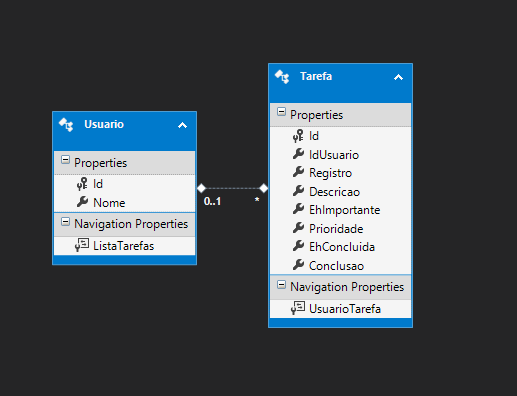 Usuario
Properties
Id
Nome
Navigation Properties
ListaTarefas
0..1
*
Tarefa
Properties
Id
IdUsuario
Registro
Descricao
EhImportante
Prioridade
EhConcluida
Conclusao
Navigation Properties
UsuarioTarefa